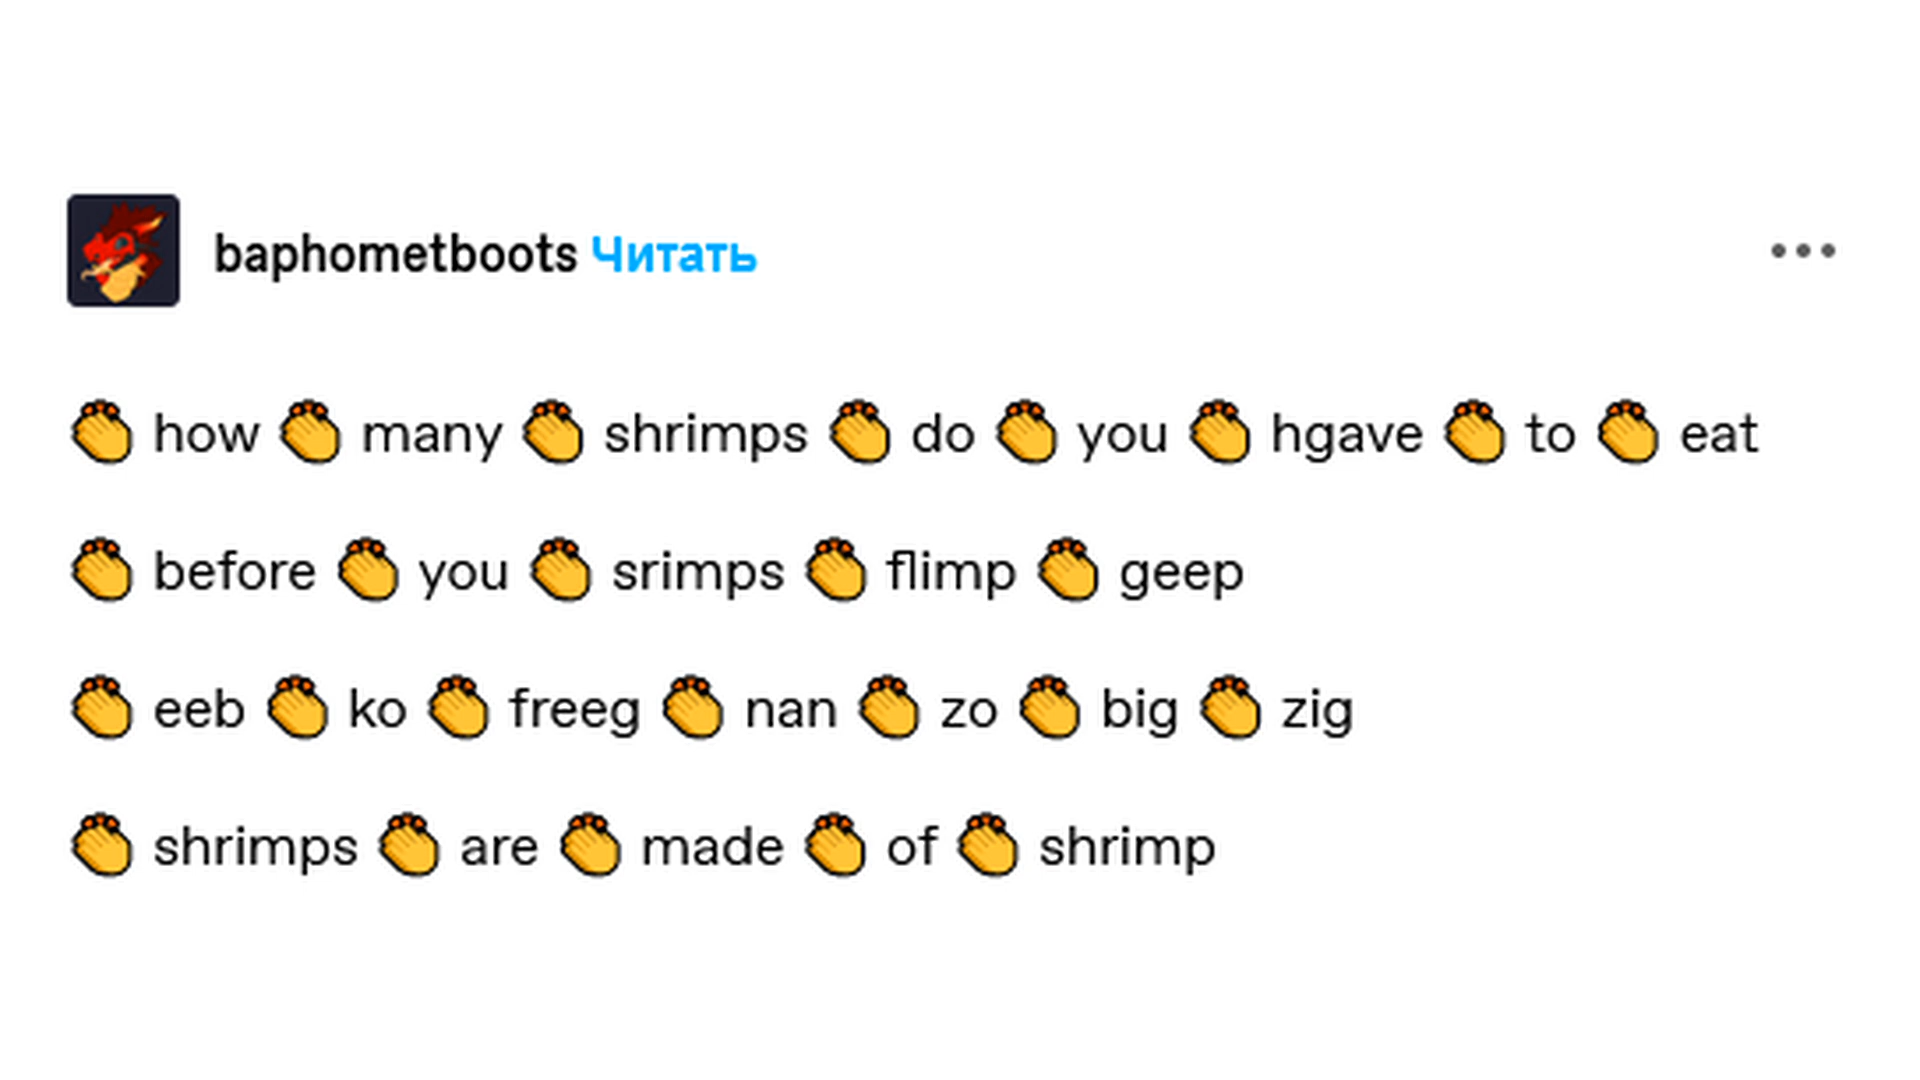 baphometboots Читать
👏 how 👏 many 👏 shrimps 👏 do 👏 you 👏 hgave 👏 to 👏 eat
👏 before 👏 you 👏 srimps 👏 flimp 👏 geep
👏 eeb 👏 ko 👏 freeg 👏 nan 👏 zo 👏 big 👏 zig
👏 shrimps 👏 are 👏 made 👏 of 👏 shrimp